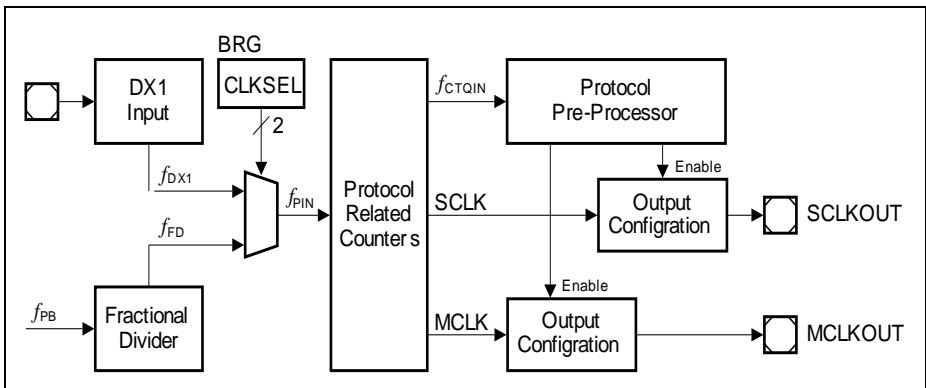 BRG
CLKSEL
2
DX1
Input
fDX1
fFD
fPB
Fractional
Divider
fPIN
Protocol
Related
Counters
fCTQIN
SCLK
MCLK
Protocol
Pre-Processor
Enable
Output
Configration
SCLKOUT
Enable
Output
Configration
MCLKOUT